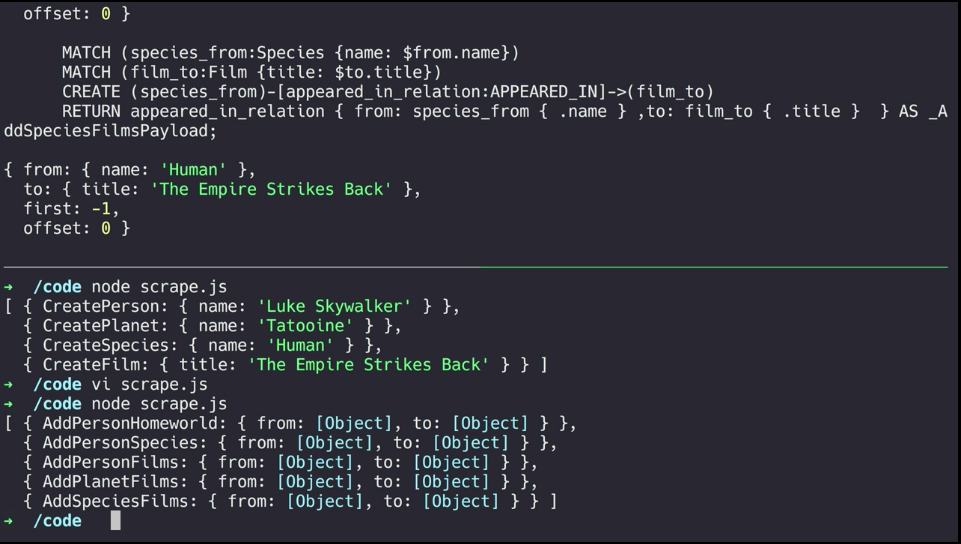 offset: 0 }
MATCH (species_from:Species {name: $from.name})
MATCH (film_to:Film {title: $to.title})
CREATE (species_from)-[appeared_in_relation:APPEARED_IN]->(film_to)
RETURN appeared_in_relation { from: species_from { .name } ,to: film_to { .title }  } AS _A
ddSpeciesFilmsPayload;
{ from: { name: 'Human' },
to: { title: 'The Empire Strikes Back' },
first: -1,
offset: 0 }
→ /code node scrape.js
[ { CreatePerson: { name: 'Luke Skywalker' } },
{ CreatePlanet: { name: 'Tatooine' } },
{ CreateSpecies: { name: 'Human' } },
{ CreateFilm: { title: 'The Empire Strikes Back' } } ]
→ /code vi scrape.js
→ /code node scrape.js
[ { AddPersonHomeworld: { from: [Object], to: [Object] } },
{ AddPersonSpecies: { from: [Object], to: [Object] } },
{ AddPersonFilms: { from: [Object], to: [Object] } },
{ AddPlanetFilms: { from: [Object], to: [Object] } },
{ AddSpeciesFilms: { from: [Object], to: [Object] } } ]
→ /code